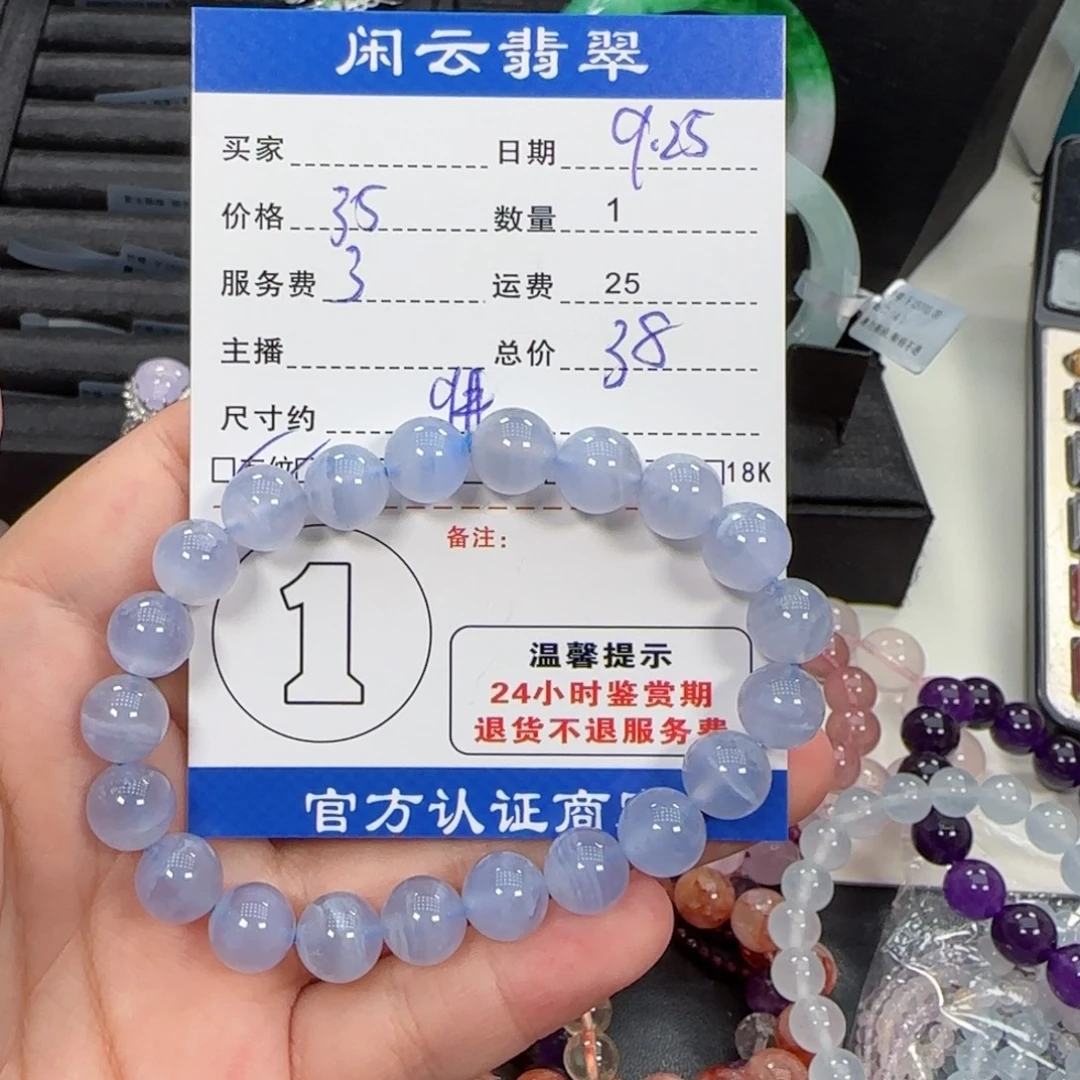 闲云翡翠
买家 日期 9.25
价格 35 数量 1
服务费 3 运费 25
主播 总价 38
尺寸约 9#
18K
备注:
1
温馨提示
24小时鉴赏期
退货不退服务费
官方认证商